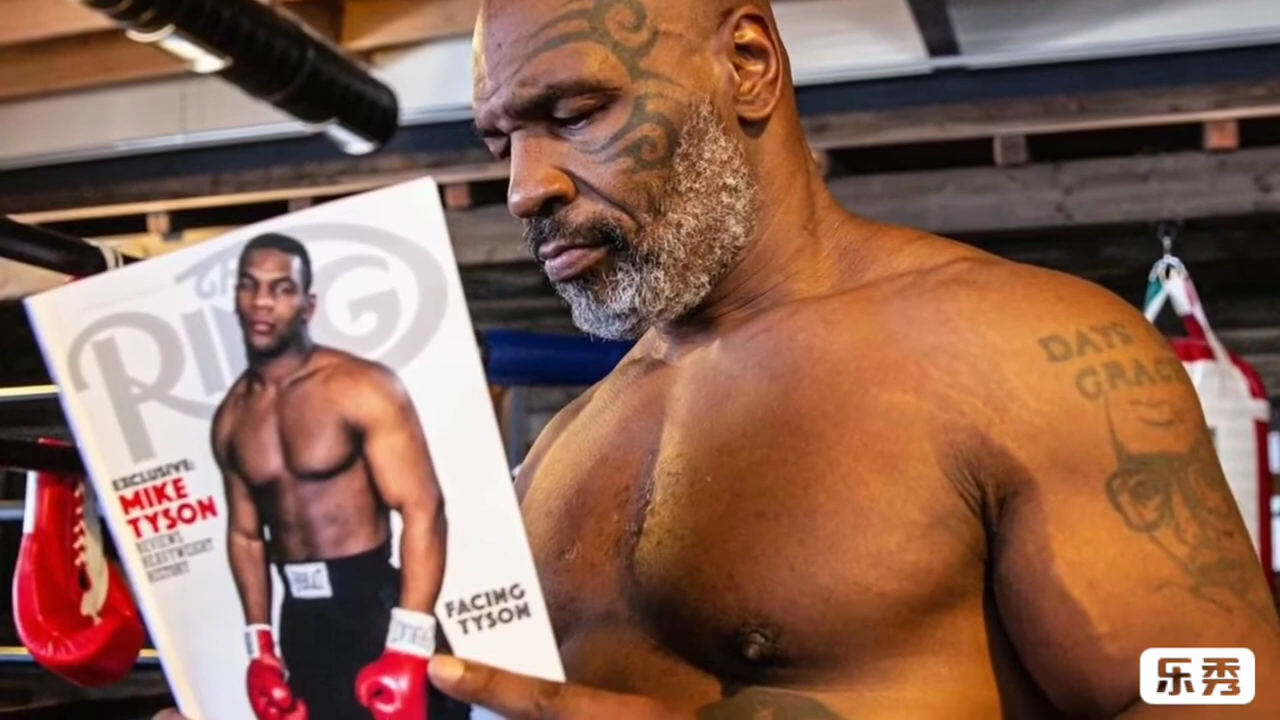 THE
RING
EXCLUSIVE:
MIKE
TYSON
REVIEWS
HEAVYWEIGHT
HISTORY
FACING
TYSON
DAYS
GRACE
乐秀